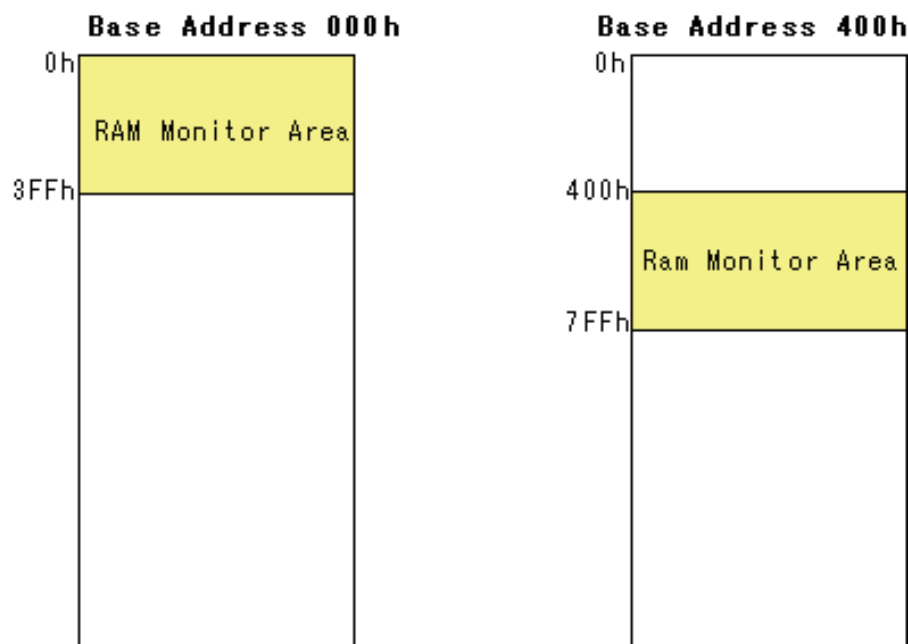 Base Address 000h
0h
RAM Monitor Area
3FFh
Base Address 400h
0h
400h
Ram Monitor Area
7FFh